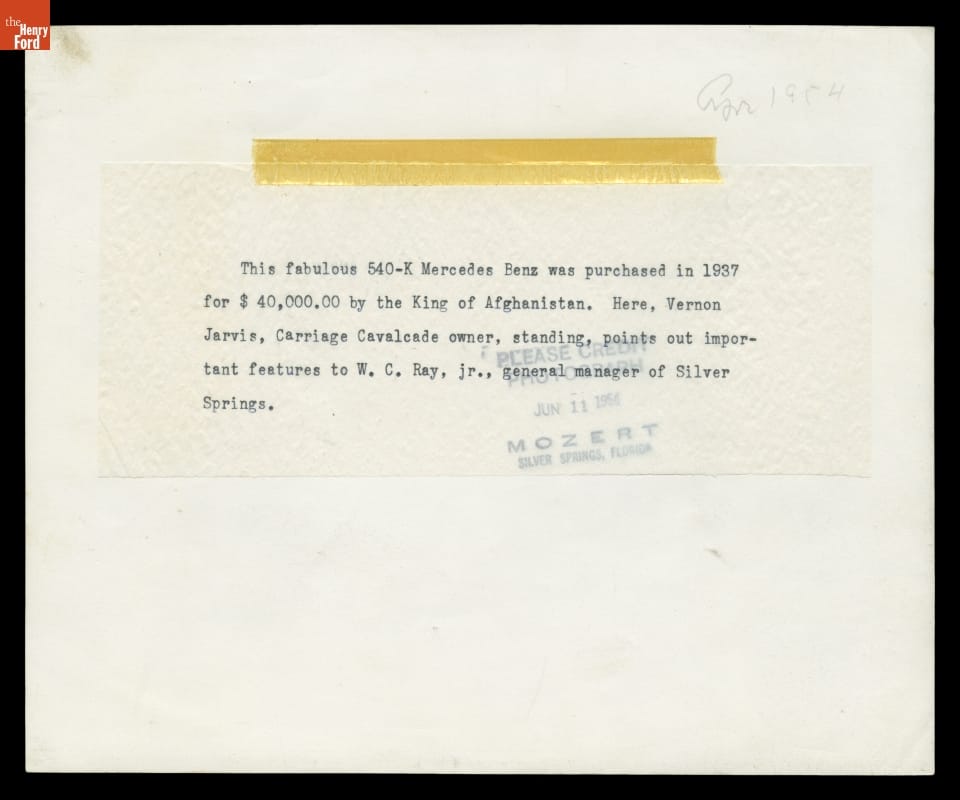 the
Henry
Ford
Apr 1954
This fabulous 540-K Mercedes Benz was purchased in 1937
for $ 40,000.00 by the King of Afghanistan. Here, Vernon
Jarvis, Carriage Cavalcade owner, standing, points out impor-
tant features to W. C. Ray, jr., general manager of Silver
Springs.
PLEASE CREDIT
PHOTOGRAPH
JUN 11 1954
MOZERT
SILVER SPRINGS, FLORIDA